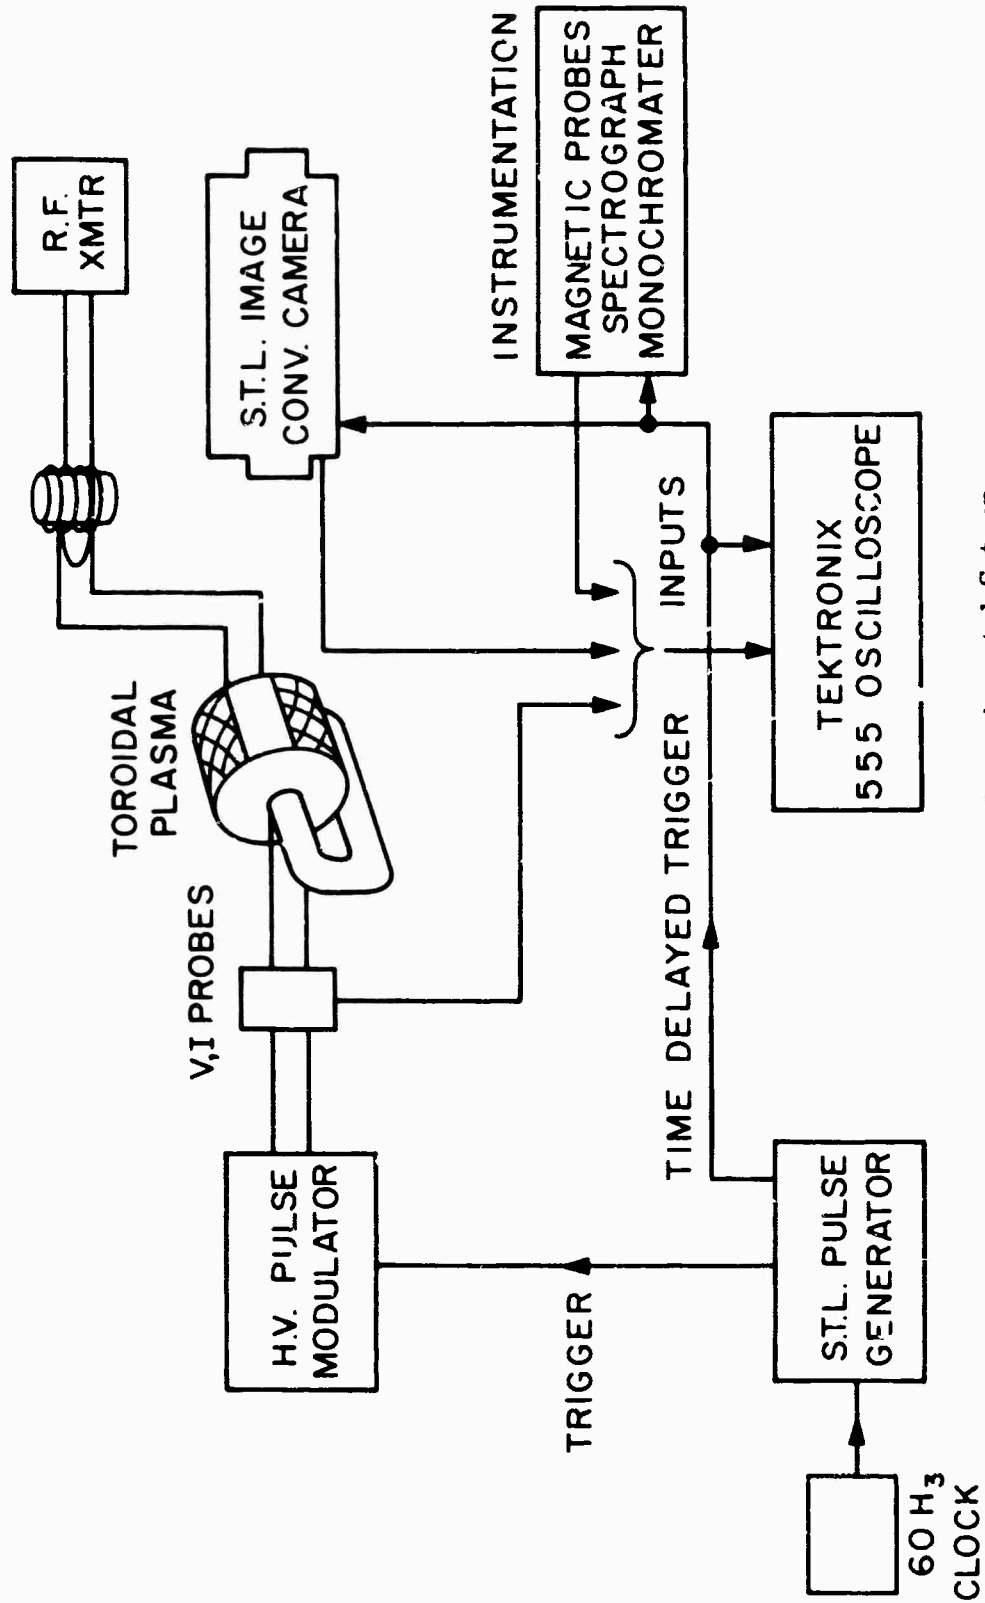 R.F.
XMTR
S.T.L. IMAGE
CONV. CAMERA
TOROIDAL
PLASMA
V,I PROBES
H.V. PULSE
MODULATOR
INSTRUMENTATION
MAGNETIC PROBES
SPECTROGRAPH
MONOCHROMATER
INPUTS
TRIGGER
TIME DELAYED TRIGGER
TEKTRONIX
555 OSCILLOSCOPE
S.T.L. PULSE
GENERATOR
60 H3
CLOCK